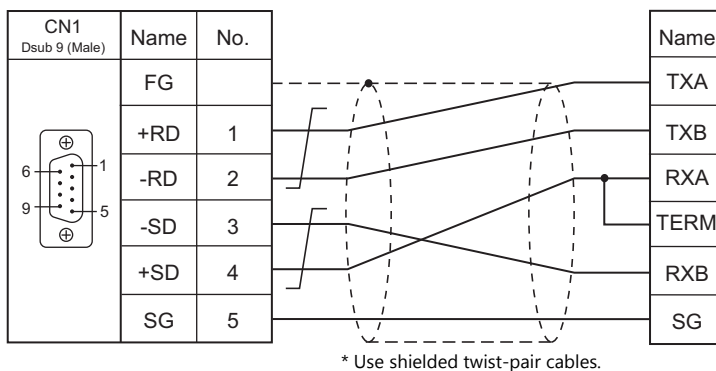 CN1
Dsub 9 (Male)
Name No.
Name
FG
TXA
+RD 1
TXB
6
1
-RD 2
RXA
9
5
-SD 3
TERM
+SD 4
RXB
SG 5
SG
* Use shielded twist-pair cables.